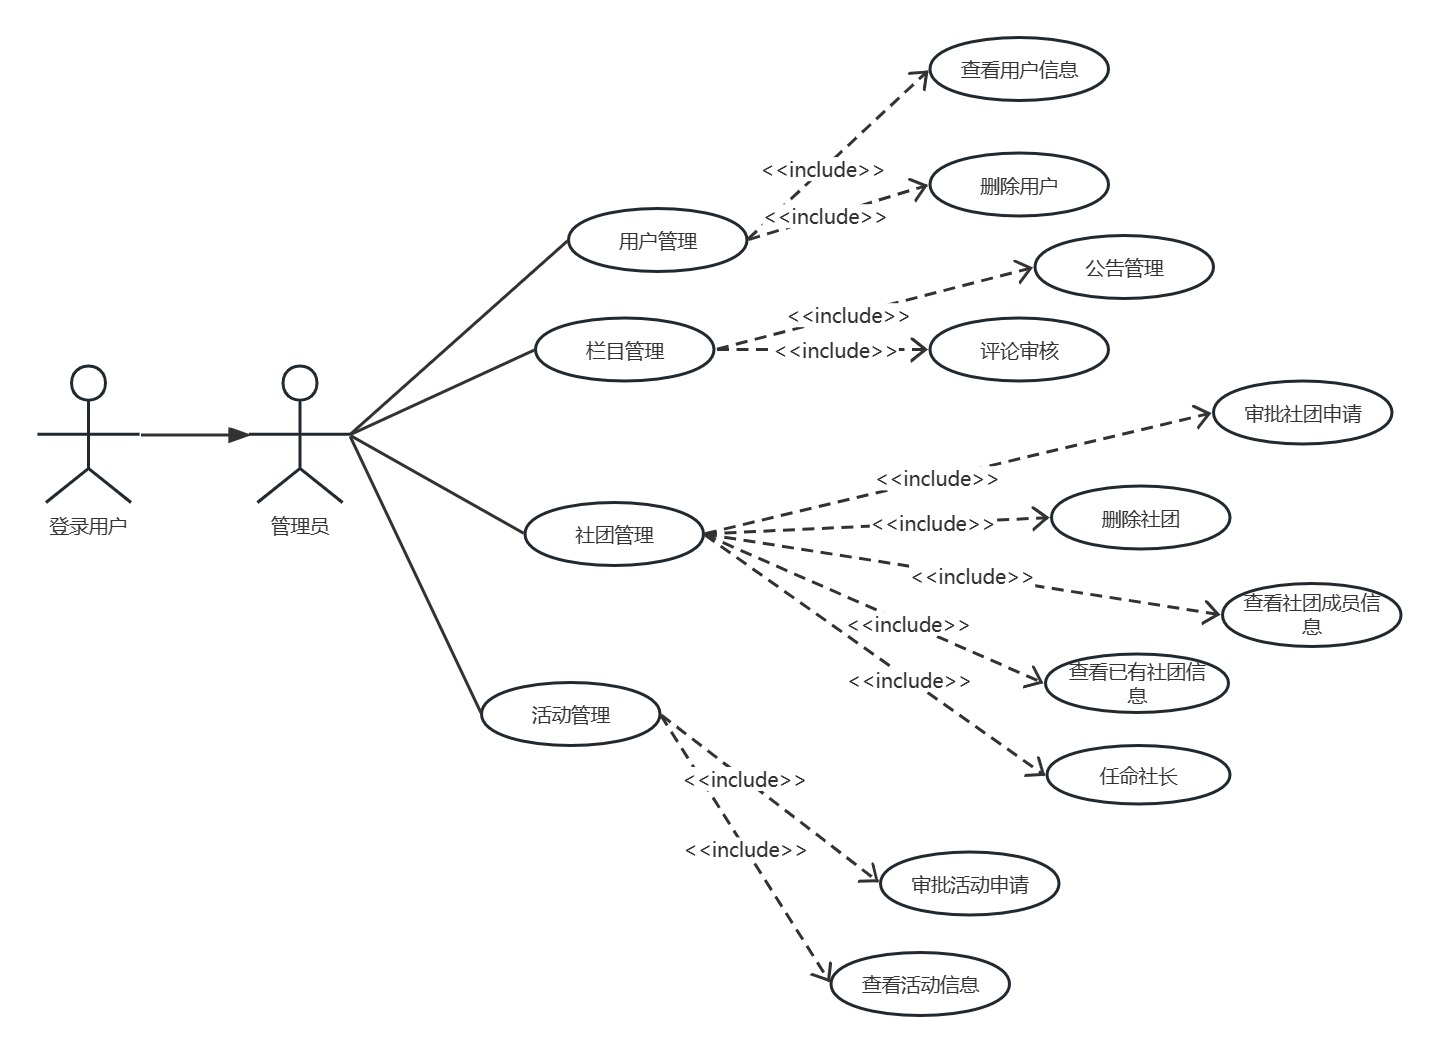 查看用户信息
<<include>>
删除用户
<<include>>
用户管理
公告管理
<<include>>
栏目管理
<<include>>
评论审核
审批社团申请
<<include>>
登录用户
管理员
社团管理
<<include>>
删除社团
<<include>>
查看社团成员信
息
<<include>>
查看已有社团信
息
<<include>>
活动管理
任命社长
<<include>>
<<include>>
审批活动申请
查看活动信息